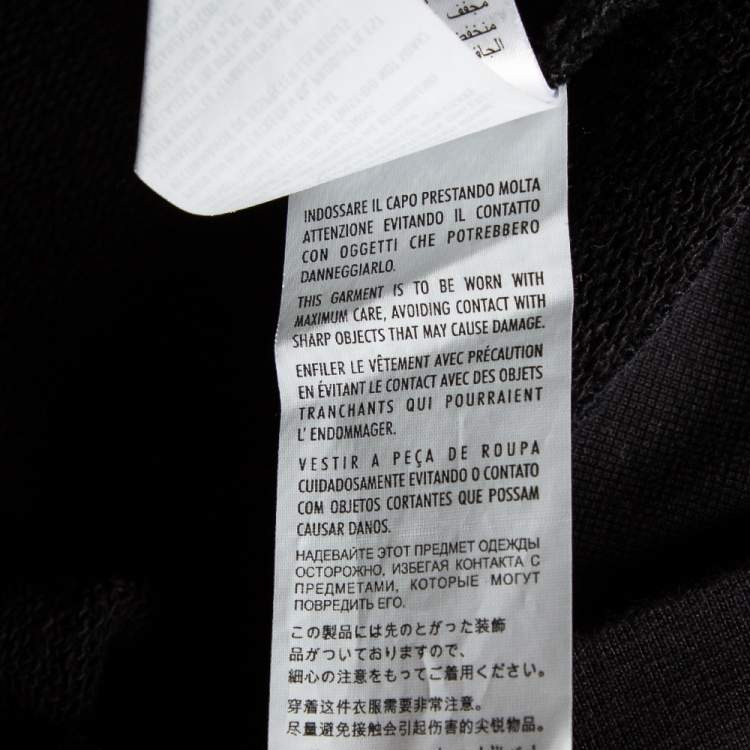 مجفف
منخفض
INDOSSARE IL CAPO PRESTANDO MOLTA
ATTENZIONE EVITANDO IL CONTATTO
CON OGGETTI CHE POTREBBERO
DANNEGGIARLO.
THIS GARMENT IS TO BE WORN WITH
MAXIMUM CARE, AVOIDING CONTACT WITH
SHARP OBJECTS THAT MAY CAUSE DAMAGE.
ENFILER LE VÊTEMENT AVEC PRÉCAUTION
EN ÉVITANT LE CONTACT AVEC DES OBJETS
TRANCHANTS QUI POURRAIENT
L' ENDOMMAGER.
VESTIR A PEÇA DE ROUPA
CUIDADOSAMENTE EVITANDO O CONTATO
COM OBJETOS CORTANTES QUE POSSAM
CAUSAR DANOS.
НАДЕВАЙТЕ ЭТОТ ПРЕДМЕТ ОДЕЖДЫ
ОСТОРОЖНО, ИЗБЕГАЯ КОНТАКТА С
ПРЕДМЕТАМИ, КОТОРЫЕ МОГУТ
ПОВРЕДИТЬ ЕГО.
この製品には先のとがった装飾
品がついておりますので、
細心の注意をもってご着用ください。
穿着这件衣服需要非常注意。
尽量避免接触会引起伤害的尖锐物品。